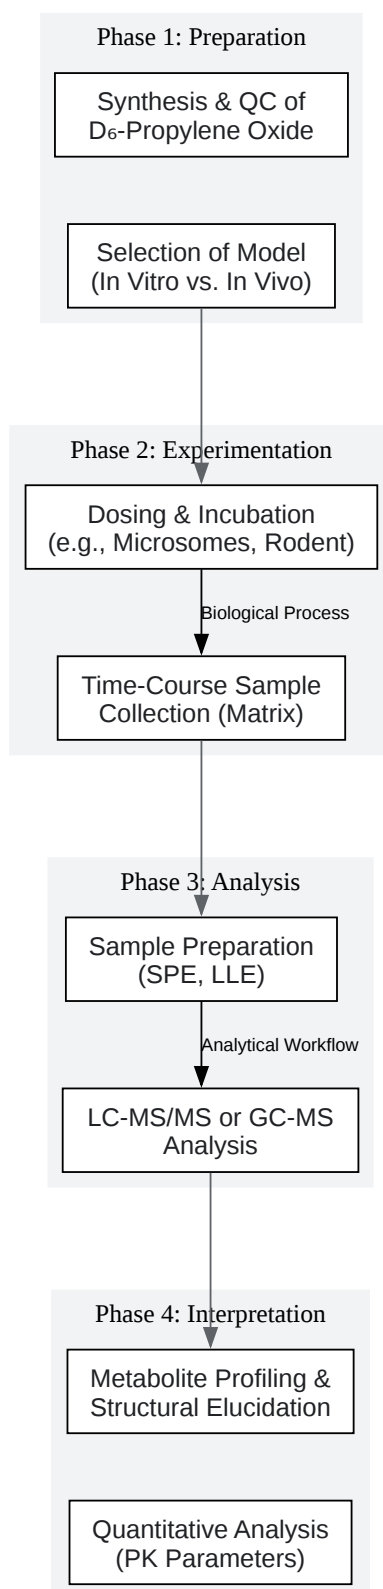 Phase 1: Preparation
Synthesis & QC of
D₆-Propylene Oxide
Selection of Model
(In Vitro vs. In Vivo)
Phase 2: Experimentation
Dosing & Incubation
(e.g., Microsomes, Rodent)
Biological Process
Time-Course Sample
Collection (Matrix)
Phase 3: Analysis
Sample Preparation
(SPE, LLE)
Analytical Workflow
LC-MS/MS or GC-MS
Analysis
Phase 4: Interpretation
Metabolite Profiling &
Structural Elucidation
Quantitative Analysis
(PK Parameters)